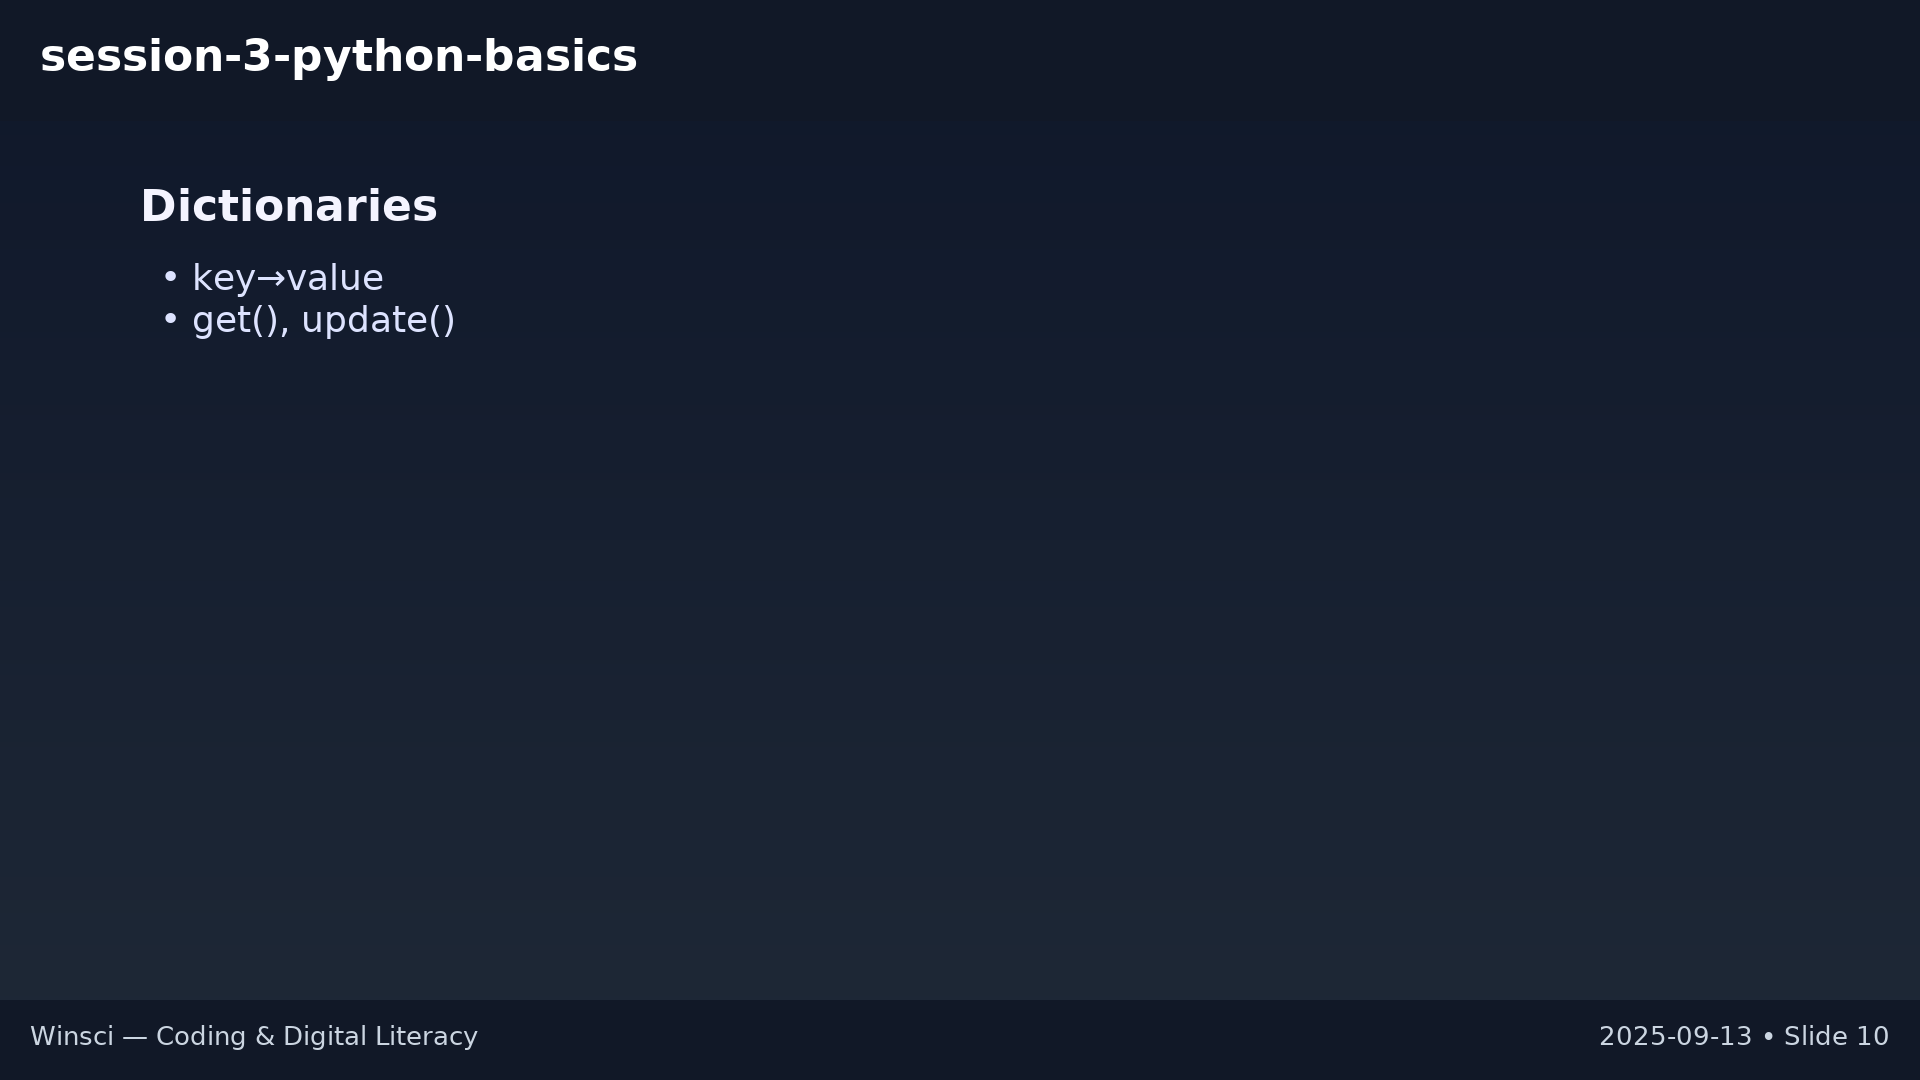 session-3-python-basics
Dictionaries
• key→value
• get(), update()
Winsci — Coding & Digital Literacy
2025-09-13 • Slide 10